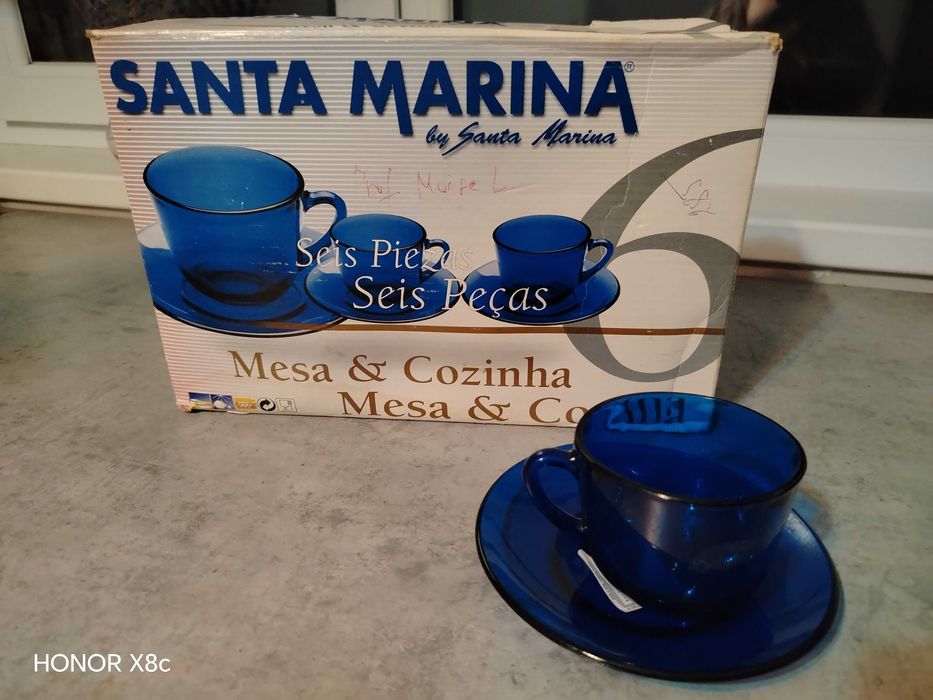 SANTA MARINA®
by Santa Marina
6
Seis Piezas
Seis Peças
Mesa & Cozinha
Mesa & Co
HONOR X8c